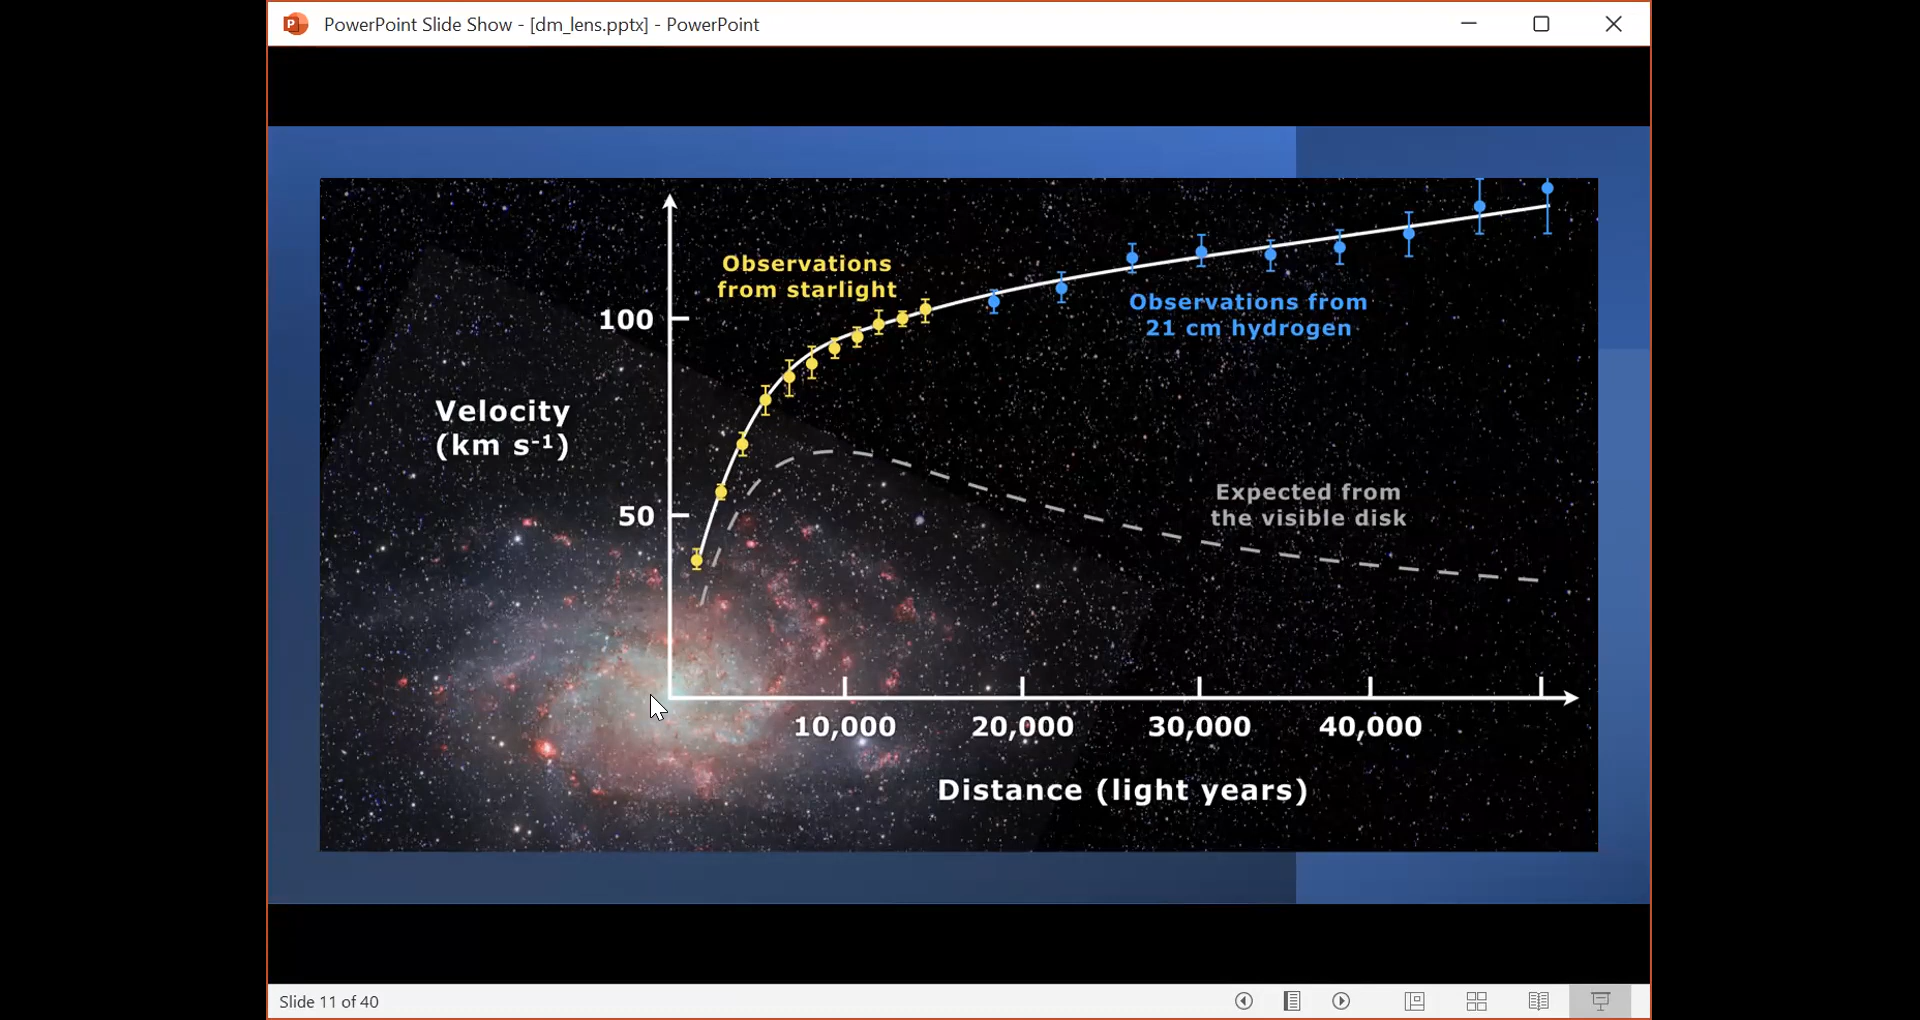 PowerPoint Slide Show - [dm_lens.pptx] - PowerPoint
Observations
from starlight
100
Observations from
21 cm hydrogen
Velocity
(km s-1)
50
Expected from
the visible disk
10,000 20,000 30,000 40,000
Distance (light years)
Slide 11 of 40